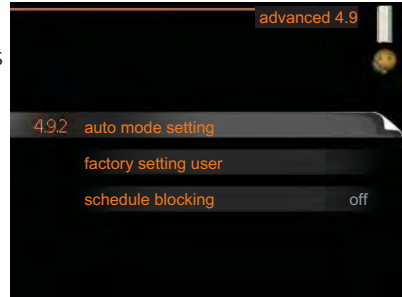 advanced 4.9
s
4.9.2 auto mode setting
factory setting user
schedule blocking off